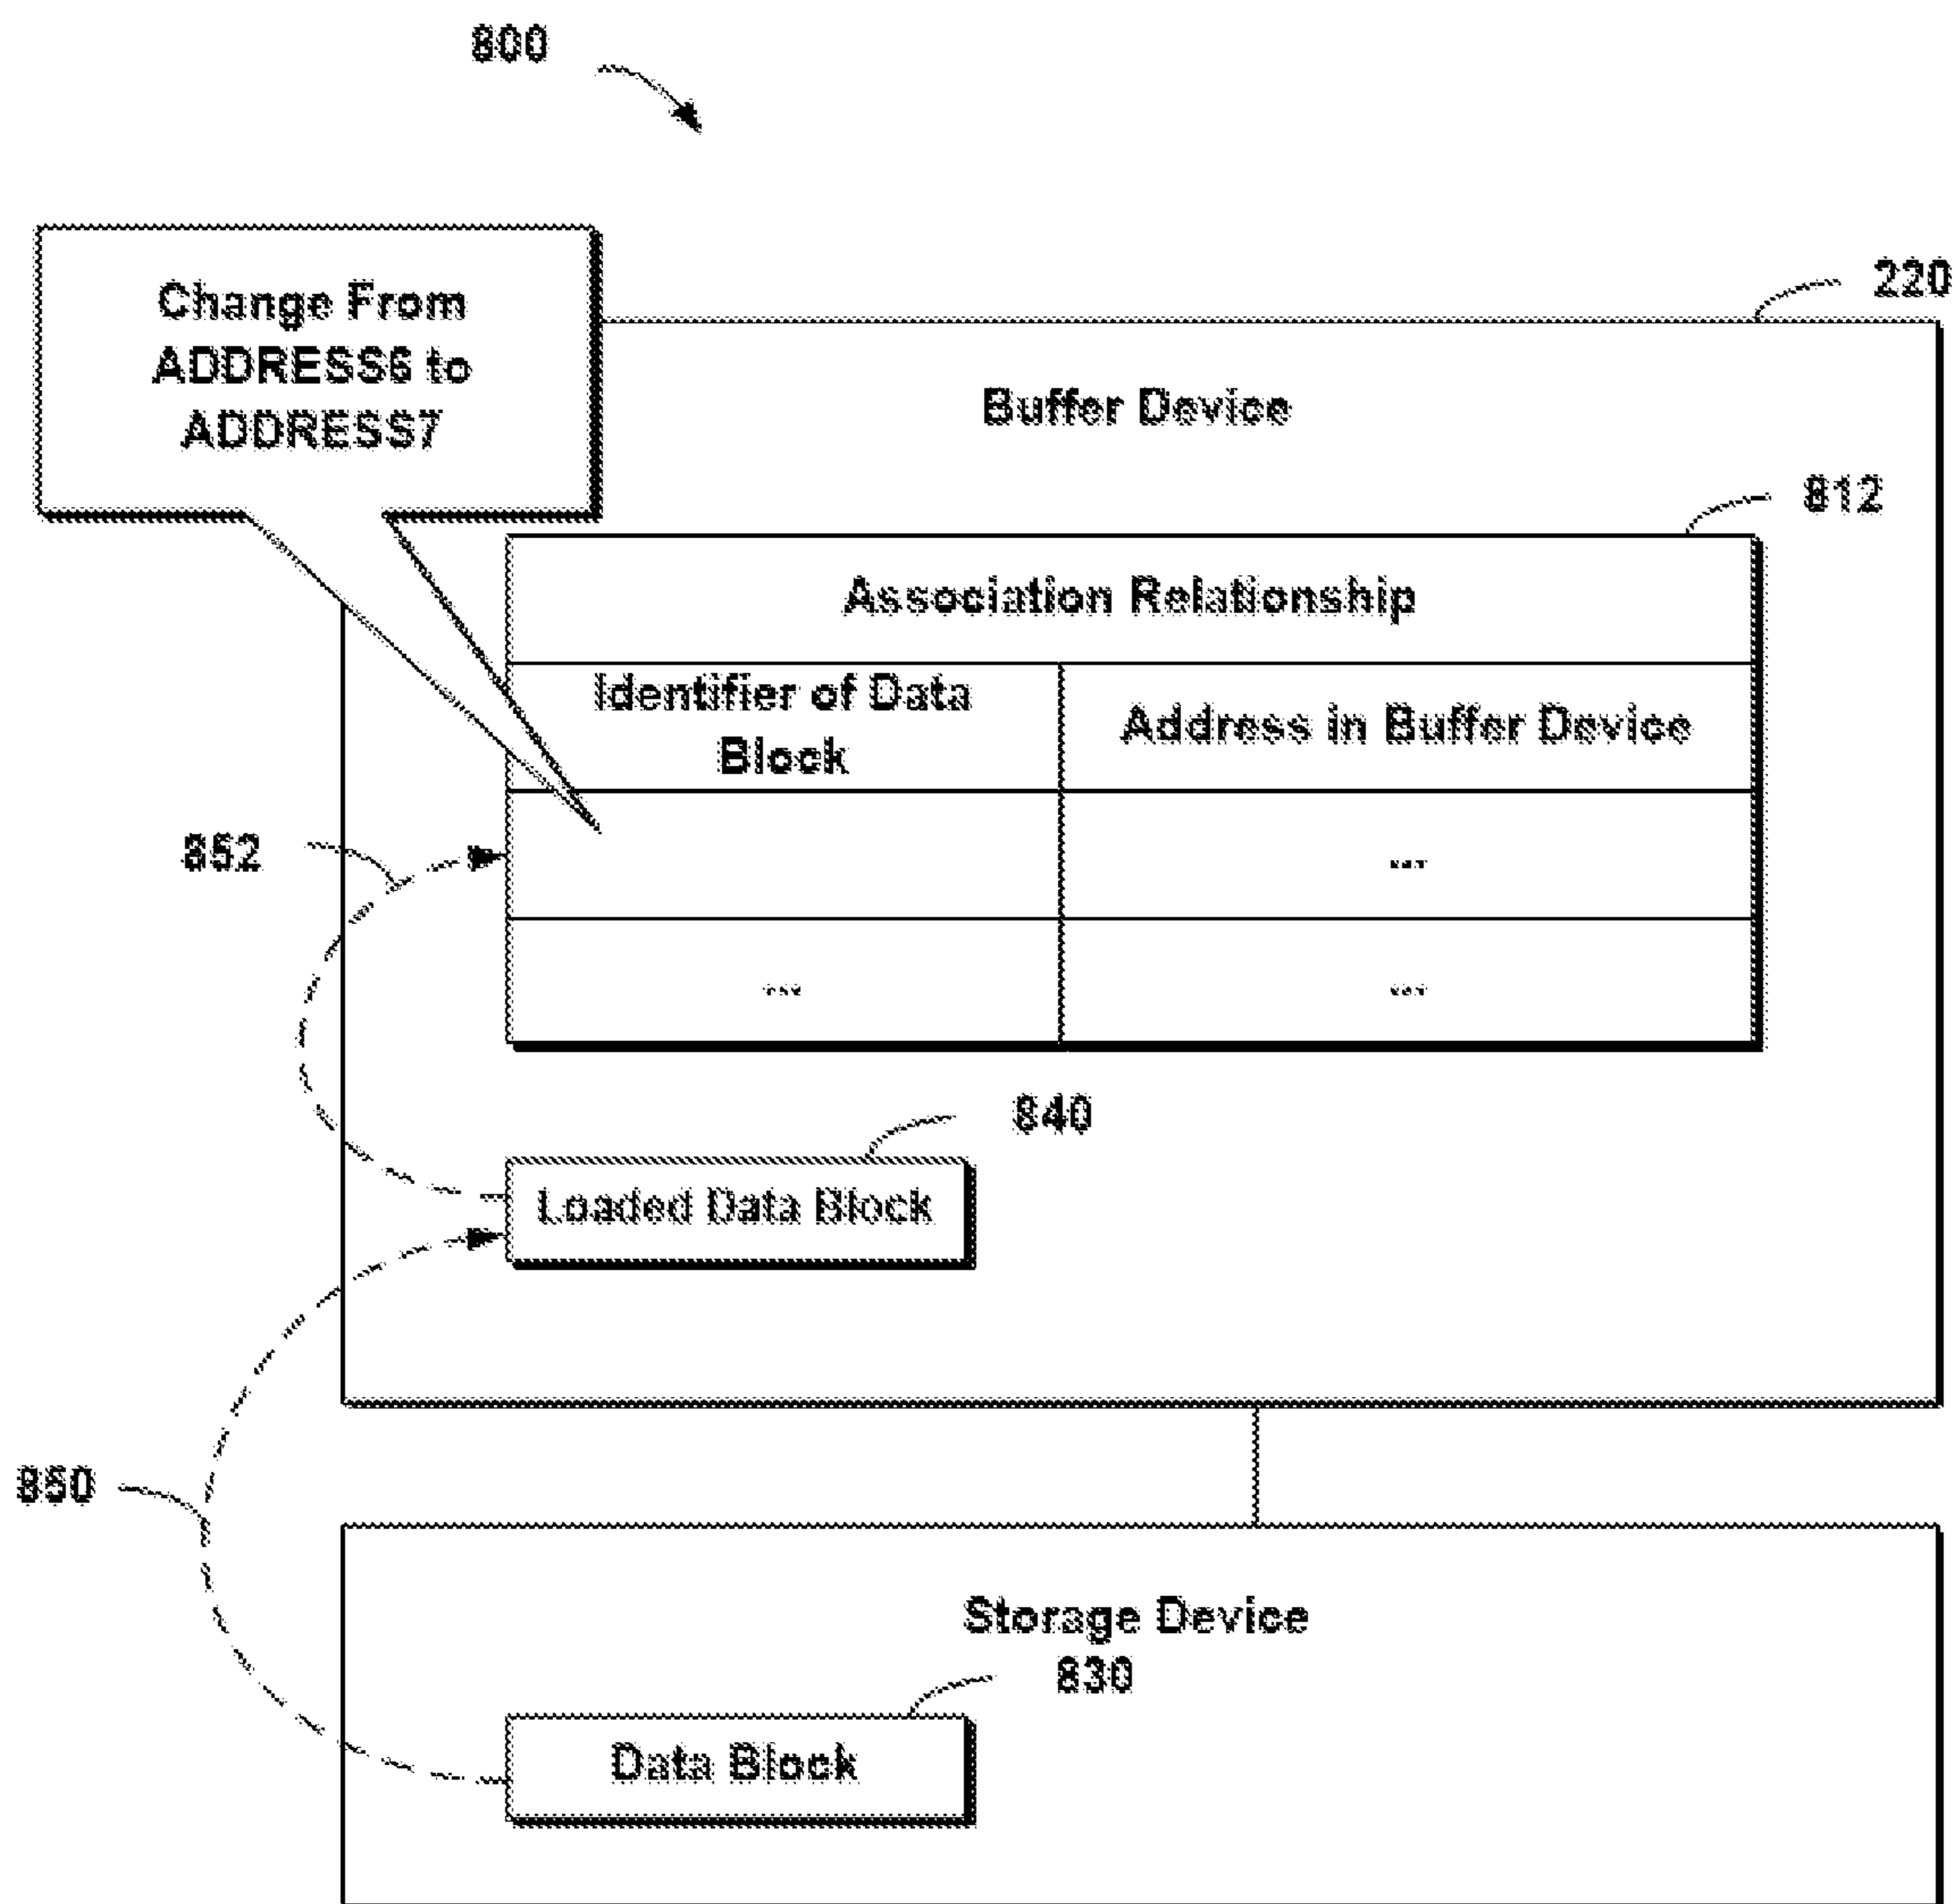 800
Change From
ADDRESS6 to
ADDRESS7
220
Buffer Device
812
Association Relationship
Identifier of Data
Block
Address in Buffer Device
852
...
...
...
840
Loaded Data Block
850
Storage Device
830
Data Block